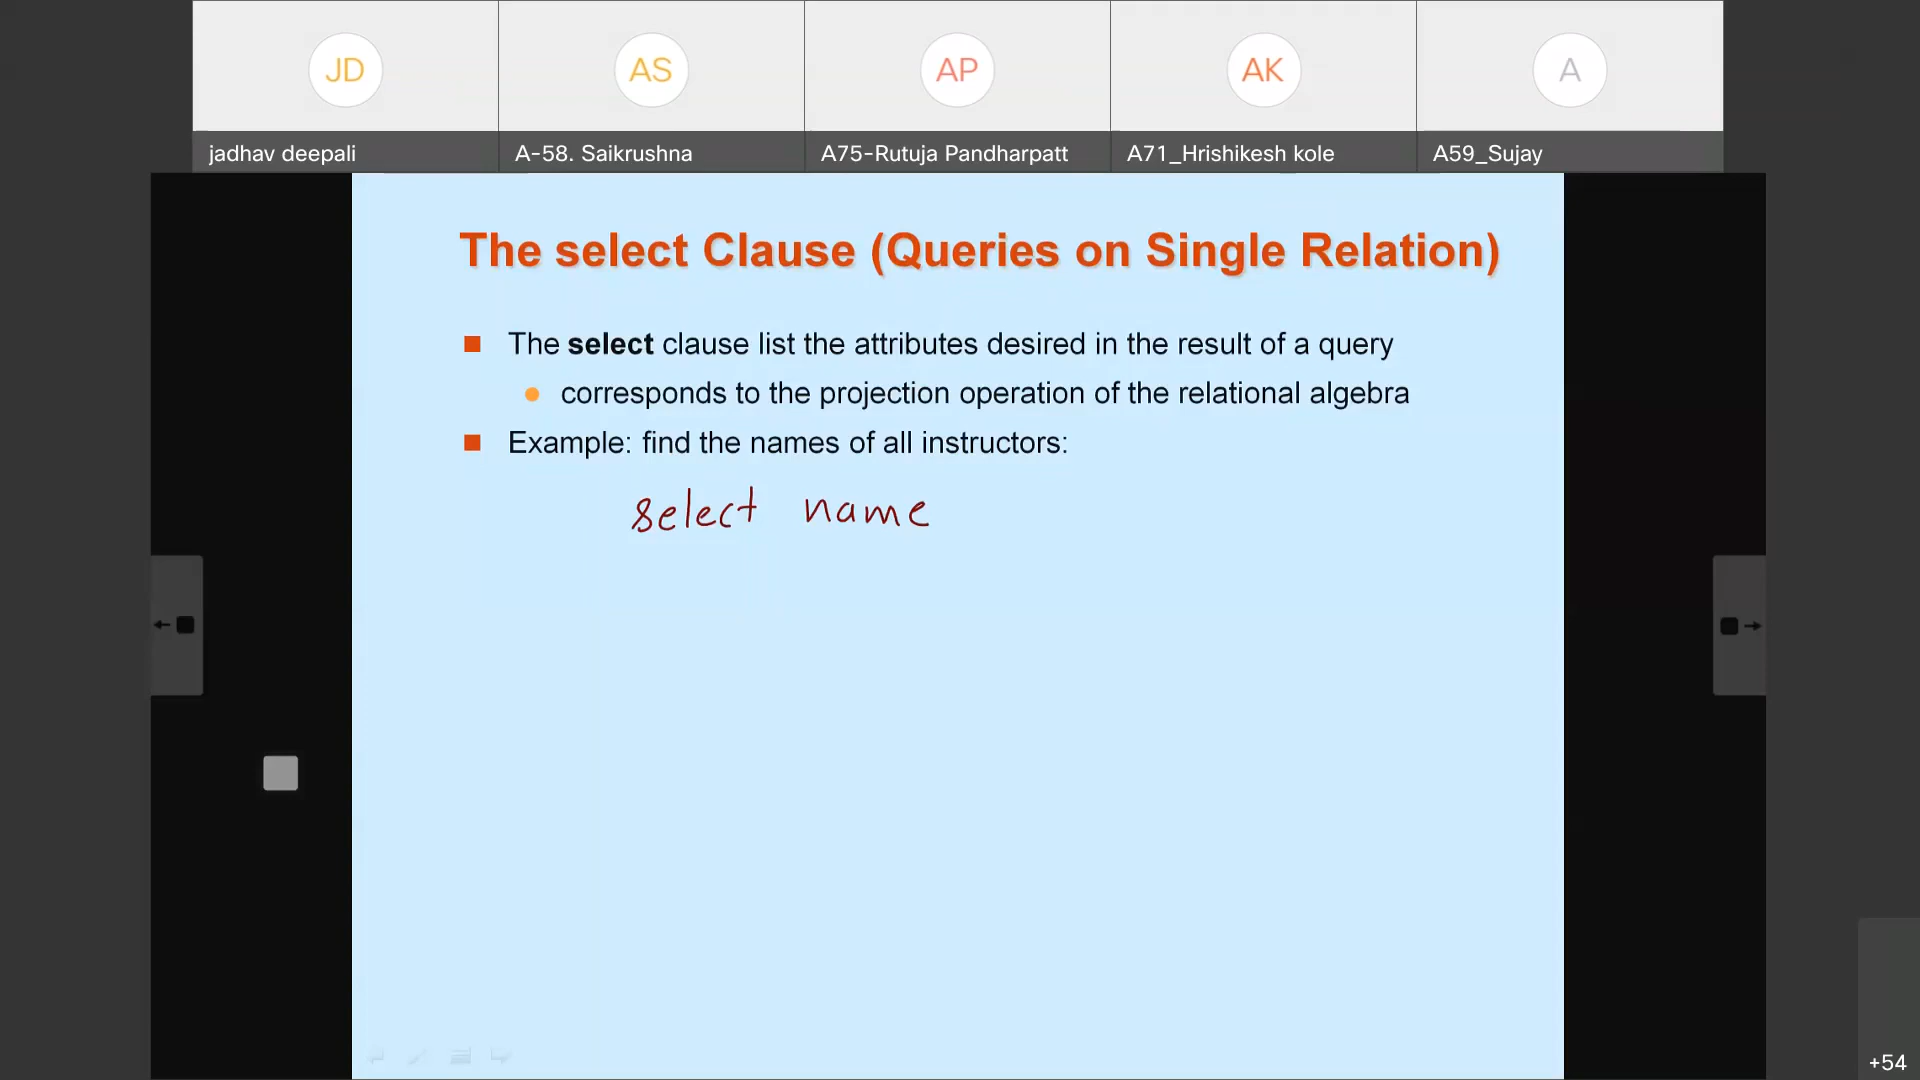 JD AS AP AK A
jadhav deepali A-58. Saikrushna A75-Rutuja Pandharpatt A71_Hrishikesh kole A59_Sujay
The select Clause (Queries on Single Relation)
The select clause list the attributes desired in the result of a query
corresponds to the projection operation of the relational algebra
Example: find the names of all instructors:
select name
+54